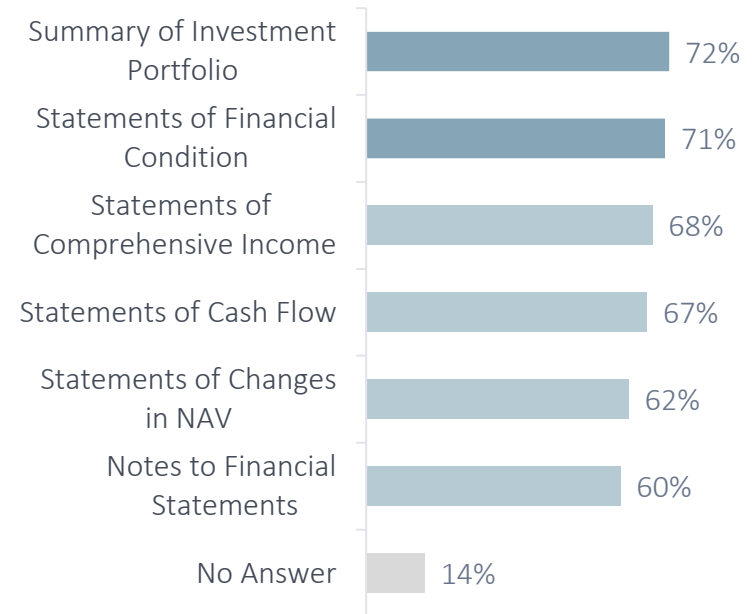 Summary of Investment
Portfolio
72%
Statements of Financial
Condition
71%
Statements of
Comprehensive Income
68%
Statements of Cash Flow
67%
Statements of Changes
in NAV
62%
Notes to Financial
Statements
60%
No Answer
14%